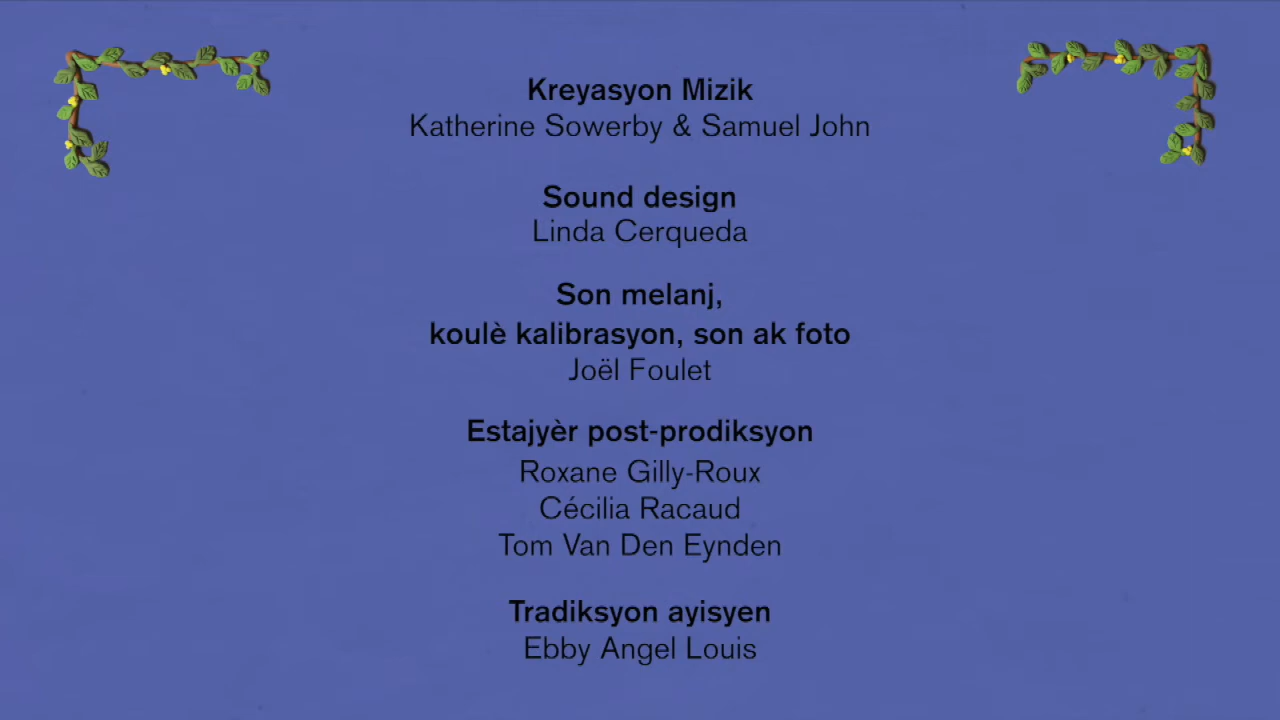 Kreyasyon Mizik
Katherine Sowerby & Samuel John
Sound design
Linda Cerqueda
Son melanj,
koulè kalibrasyon, son ak foto
Joël Foulet
Estajyèr post-prodiksyon
Roxane Gilly-Roux
Cécilia Racaud
Tom Van Den Eynden
Tradiksyon ayisyen
Ebby Angel Louis